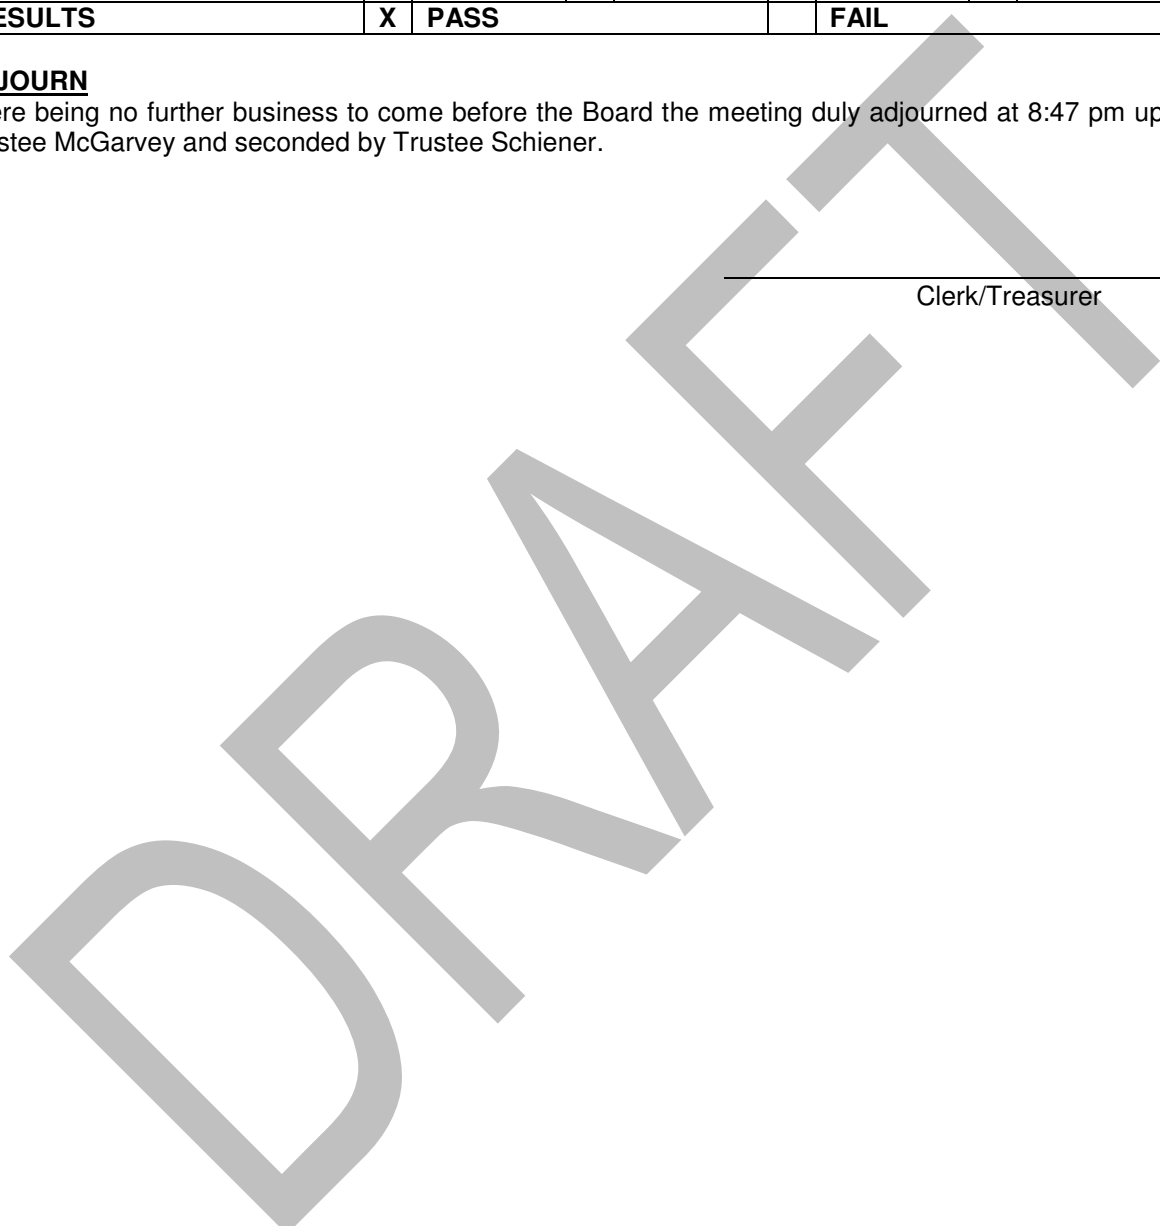 ESULTS X PASS FAIL
JOURN
ere being no further business to come before the Board the meeting duly adjourned at 8:47 pm up
stee McGarvey and seconded by Trustee Schiener.
Clerk/Treasurer
DRAFT